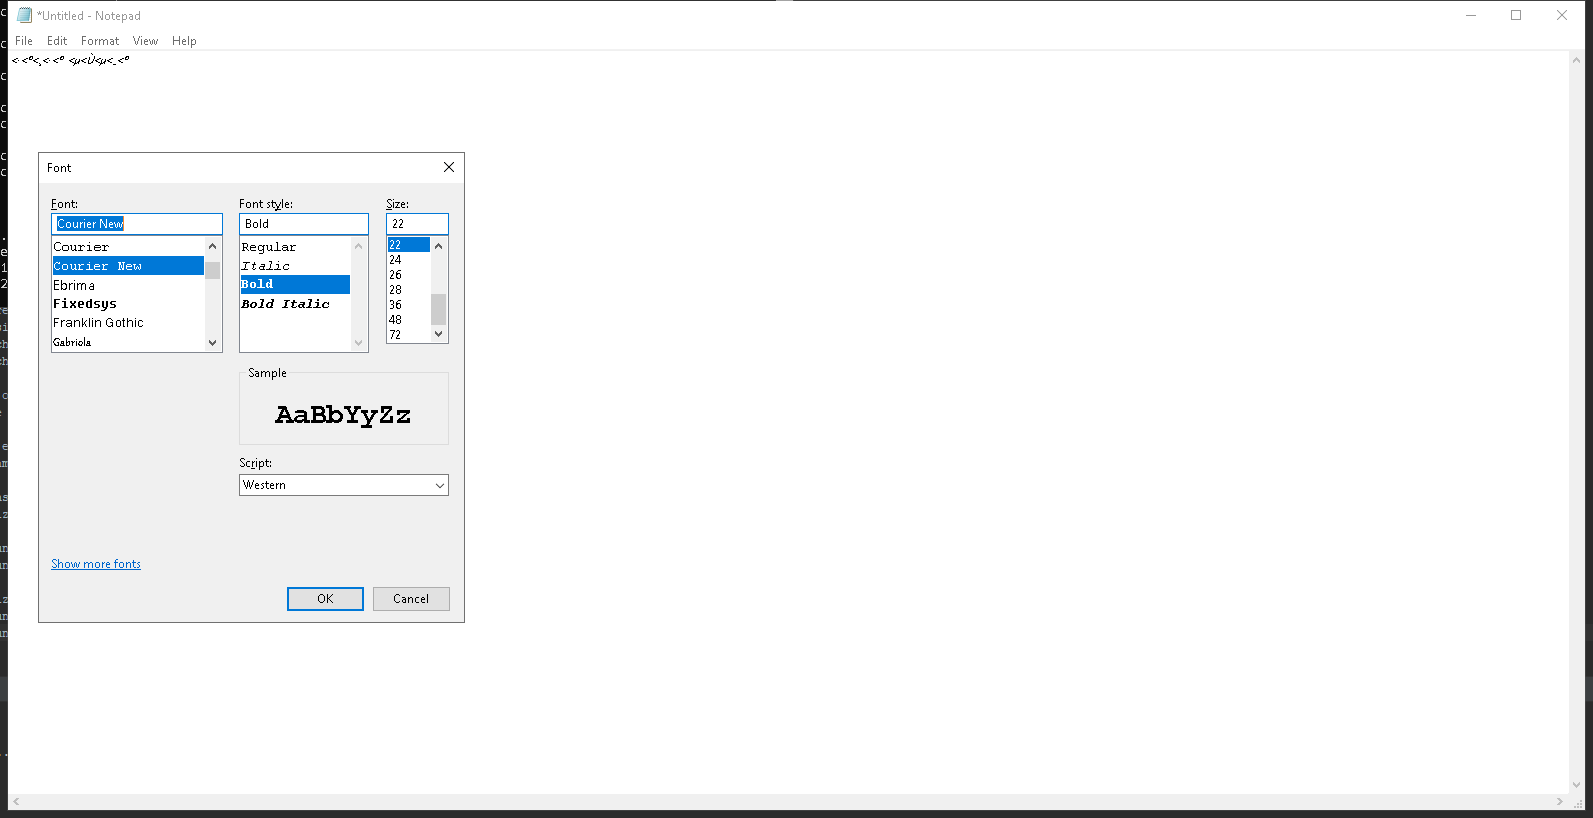 *Untitled - Notepad
File Edit Format View Help
Font
Font: Font style: Size:
Courier New Bold 22
Courier Regular 22
Courier New Italic 24
Ebrima Bold 26
Fixedsys Bold Italic 28
Franklin Gothic 36
Gabriola 48
72
Sample
AaBbYyZz
Script:
Western
Show more fonts
OK Cancel